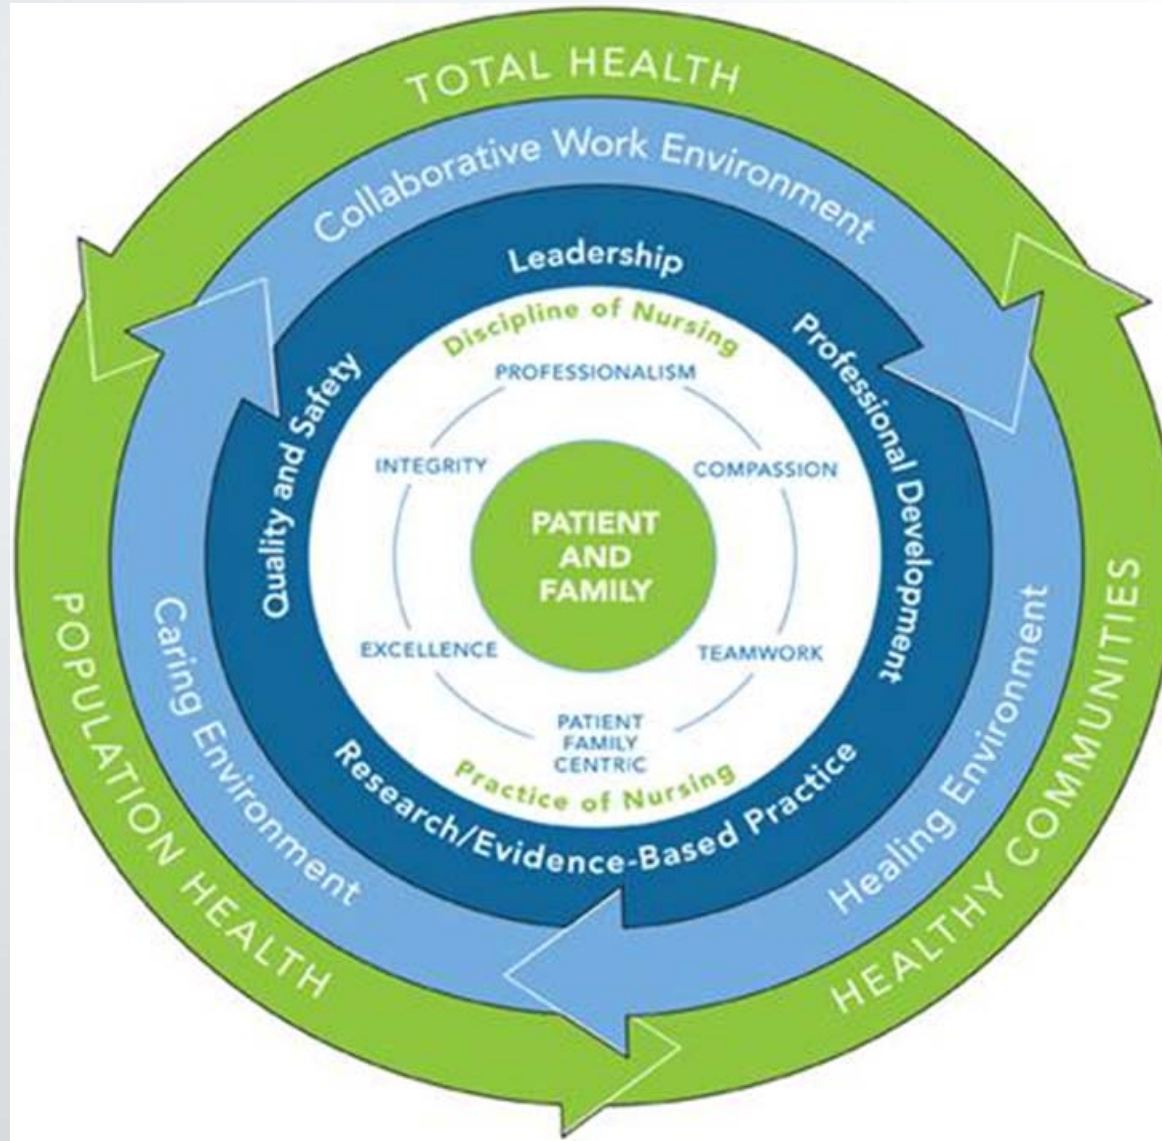 TOTAL HEALTH
Collaborative Work Environment
Leadership
Discipline of Nursing
PROFESSIONALISM
INTEGRITY
COMPASSION
PATIENT
AND
FAMILY
EXCELLENCE
TEAMWORK
PATIENT
FAMILY
CENTRIC
Practice of Nursing
Quality and Safety
Professional Development
Research/Evidence-Based Practice
Caring Environment
Healing Environment
POPULATION HEALTH
HEALTHY COMMUNITIES